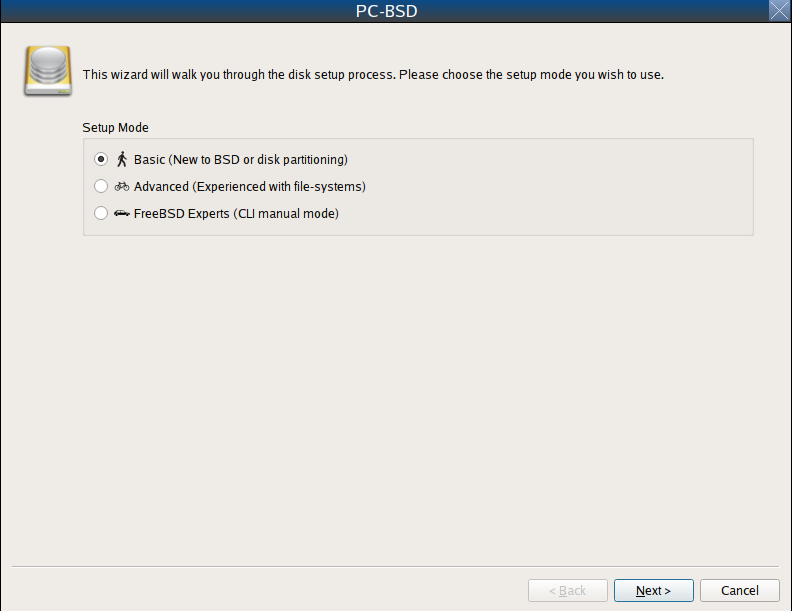 PC-BSD
This wizard will walk you through the disk setup process. Please choose the setup mode you wish to use.
Setup Mode
Basic (New to BSD or disk partitioning)
Advanced (Experienced with file-systems)
FreeBSD Experts (CLI manual mode)
< Back Next > Cancel